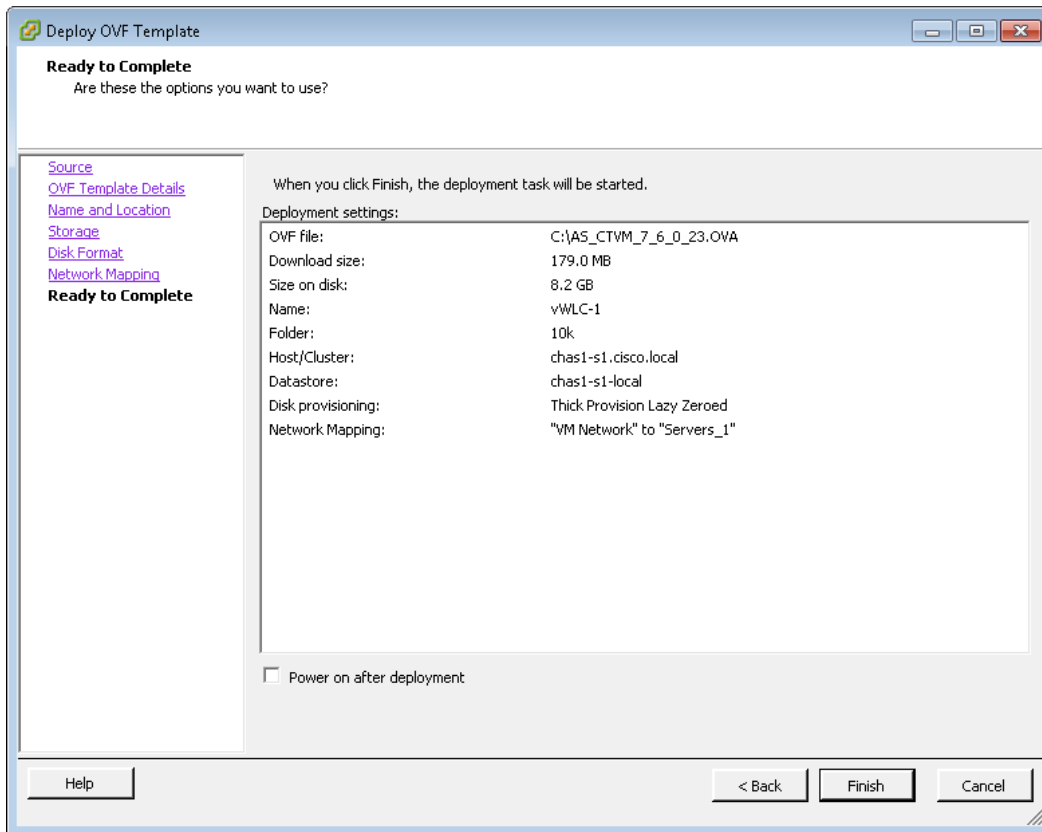 Deploy OVF Template
Ready to Complete
Are these the options you want to use?
Source
OVF Template Details
Name and Location
Storage
Disk Format
Network Mapping
Ready to Complete
When you click Finish, the deployment task will be started.
Deployment settings:
OVF file: C:\AS_CTVM_7_6_0_23.OVA
Download size: 179.0 MB
Size on disk: 8.2 GB
Name: vWLC-1
Folder: 10k
Host/Cluster: chas1-s1.cisco.local
Datastore: chas1-s1-local
Disk provisioning: Thick Provision Lazy Zeroed
Network Mapping: "VM Network" to "Servers_1"
Power on after deployment
Help < Back Finish Cancel